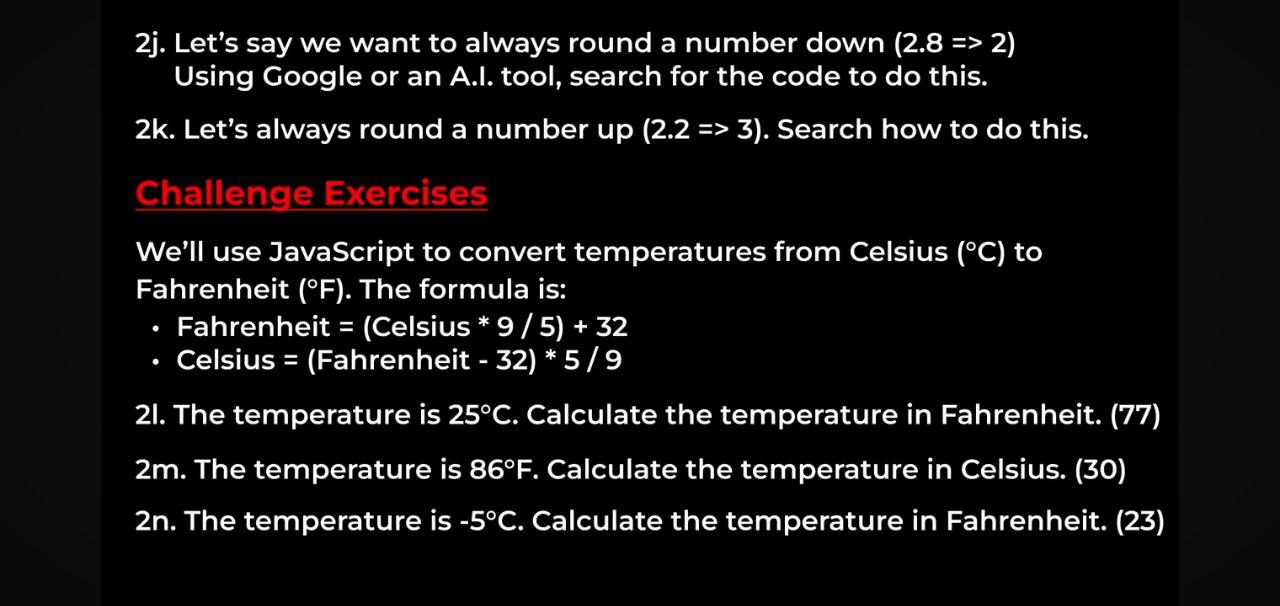 2j. Let’s say we want to always round a number down (2.8 => 2)
Using Google or an A.I. tool, search for the code to do this.
2k. Let’s always round a number up (2.2 => 3). Search how to do this.
Challenge Exercises
We’ll use JavaScript to convert temperatures from Celsius (°C) to
Fahrenheit (°F). The formula is:
• Fahrenheit = (Celsius * 9 / 5) + 32
• Celsius = (Fahrenheit - 32) * 5 / 9
2l. The temperature is 25°C. Calculate the temperature in Fahrenheit. (77)
2m. The temperature is 86°F. Calculate the temperature in Celsius. (30)
2n. The temperature is -5°C. Calculate the temperature in Fahrenheit. (23)